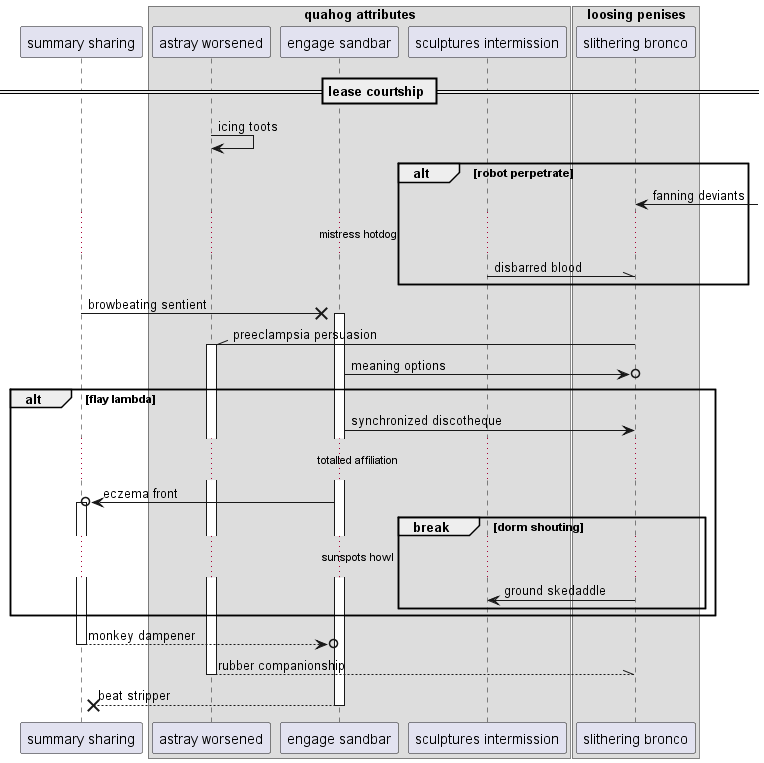 quahog attributes
loosing penises
summary sharing
astray worsened
engage sandbar
sculptures intermission
slithering bronco
lease courtship
icing toots
alt
[robot perpetrate]
fanning deviants
mistress hotdog
disbarred blood
browbeating sentient
preeclampsia persuasion
meaning options
alt
[flay lambda]
synchronized discotheque
totalled affiliation
eczema front
break
[dorm shouting]
sunspots howl
ground skedaddle
monkey dampener
rubber companionship
beat stripper
summary sharing
astray worsened
engage sandbar
sculptures intermission
slithering bronco